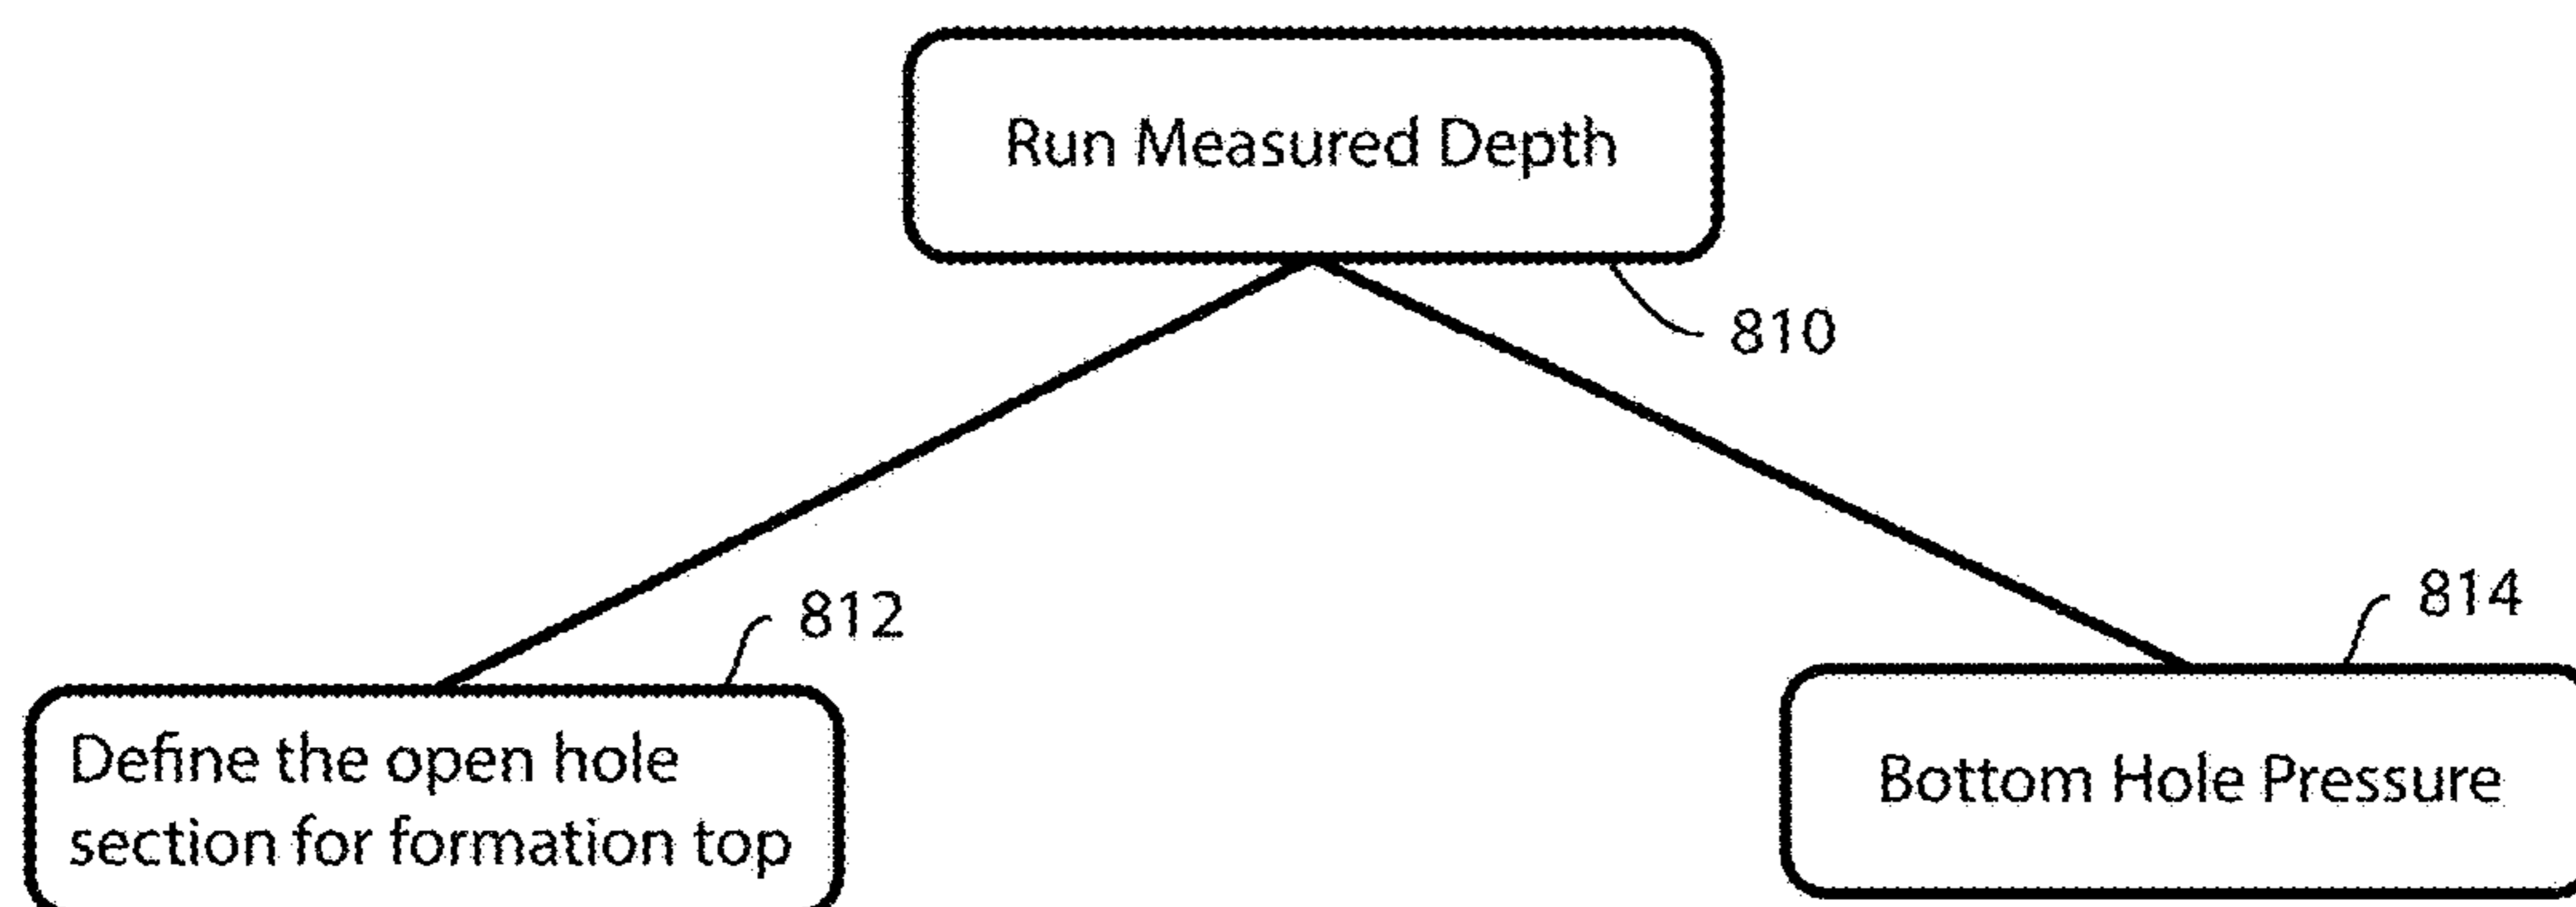 Run Measured Depth
810
812
814
Define the open hole
section for formation top
Bottom Hole Pressure